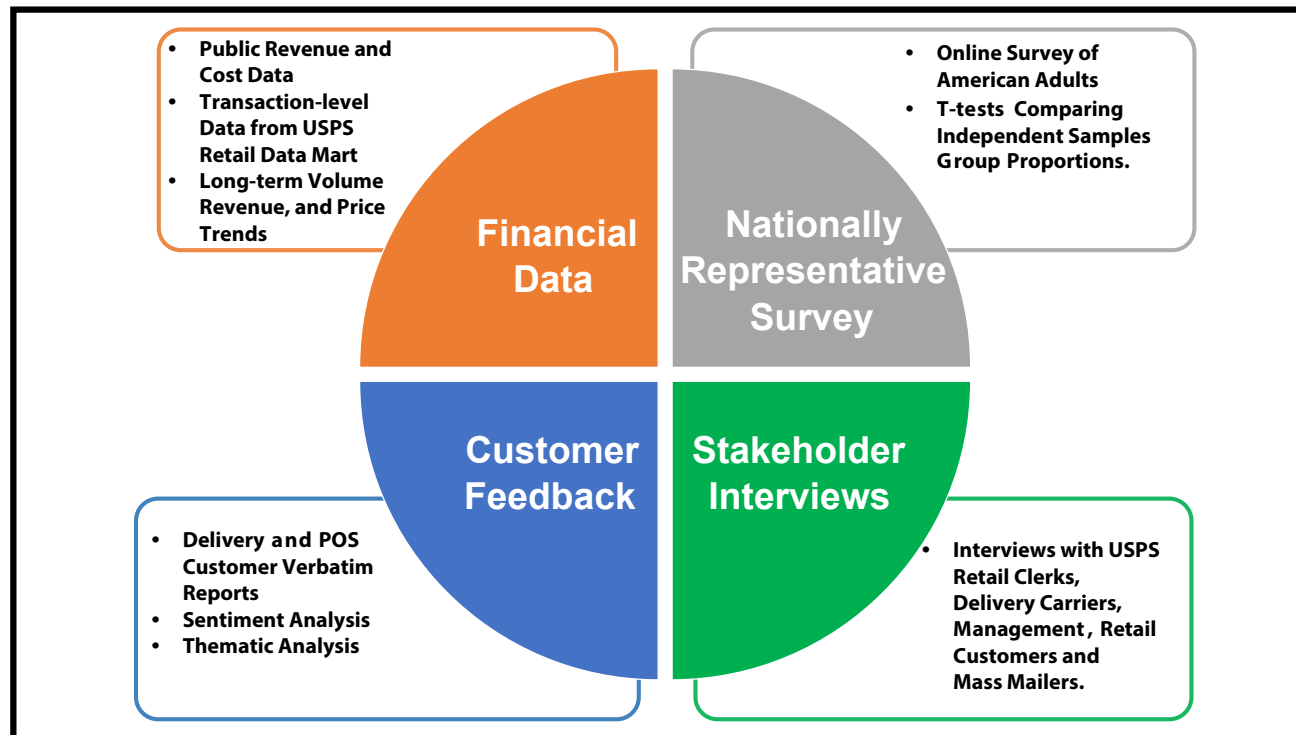 • Public Revenue and
Cost Data
• Transaction-level
Data from USPS
Retail Data Mart
• Long-term Volume
Revenue, and Price
Trends
Financial
Data
• Online Survey of
American Adults
• T-tests Comparing
Independent Samples
Group Proportions.
Nationally
Representative
Survey
Customer
Feedback
• Delivery and POS
Customer Verbatim
Reports
• Sentiment Analysis
• Thematic Analysis
Stakeholder
Interviews
• Interviews with USPS
Retail Clerks,
Delivery Carriers,
Management, Retail
Customers and
Mass Mailers.